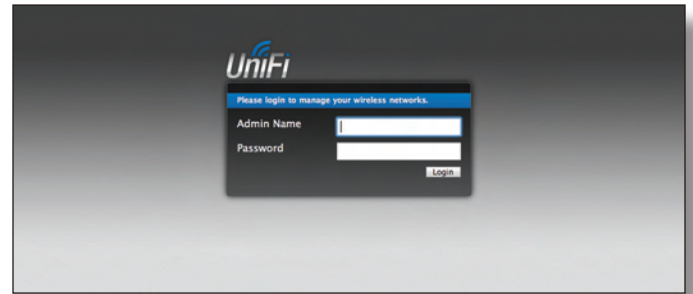 UniFi
Please login to manage your wireless networks.
Admin Name
Password
Login